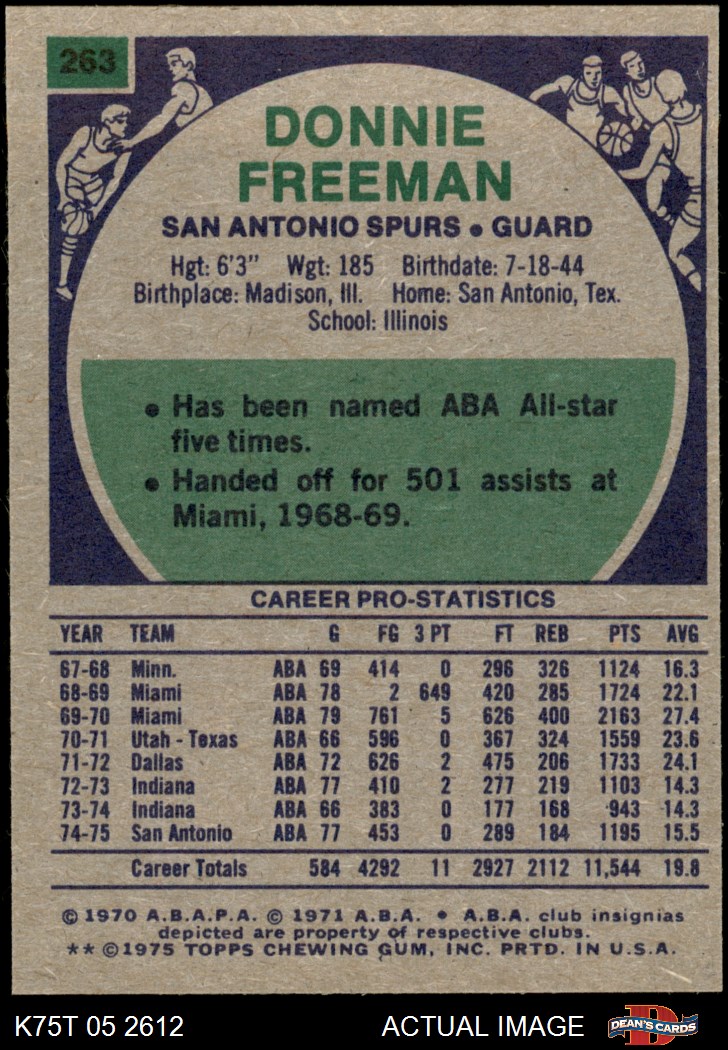 263
DONNIE
FREEMAN
SAN ANTONIO SPURS • GUARD
Hgt: 6'3" Wgt: 185 Birthdate: 7-18-44
Birthplace: Madison, Ill. Home: San Antonio, Tex.
School: Illinois
• Has been named ABA All-star
five times.
• Handed off for 501 assists at
Miami, 1968-69.
CAREER PRO-STATISTICS
YEAR TEAM G FG 3 PT FT REB PTS AVG
67-68 Minn. ABA 69 414 0 296 326 1124 16.3
68-69 Miami ABA 78 2 649 420 285 1724 22.1
69-70 Miami ABA 79 761 5 626 400 2163 27.4
70-71 Utah - Texas ABA 66 596 0 367 324 1559 23.6
71-72 Dallas ABA 72 626 2 475 206 1733 24.1
72-73 Indiana ABA 77 410 2 277 219 1103 14.3
73-74 Indiana ABA 66 383 0 177 168 943 14.3
74-75 San Antonio ABA 77 453 0 289 184 1195 15.5
Career Totals 584 4292 11 2927 2112 11,544 19.8
© 1970 A.B.A.P.A. © 1971 A.B.A. • A.B.A. club insignias
depicted are property of respective clubs.
** ©1975 TOPPS CHEWING GUM, INC. PRTD. IN U.S.A.
K75T 05 2612 ACTUAL IMAGE D DEAN'S CARDS